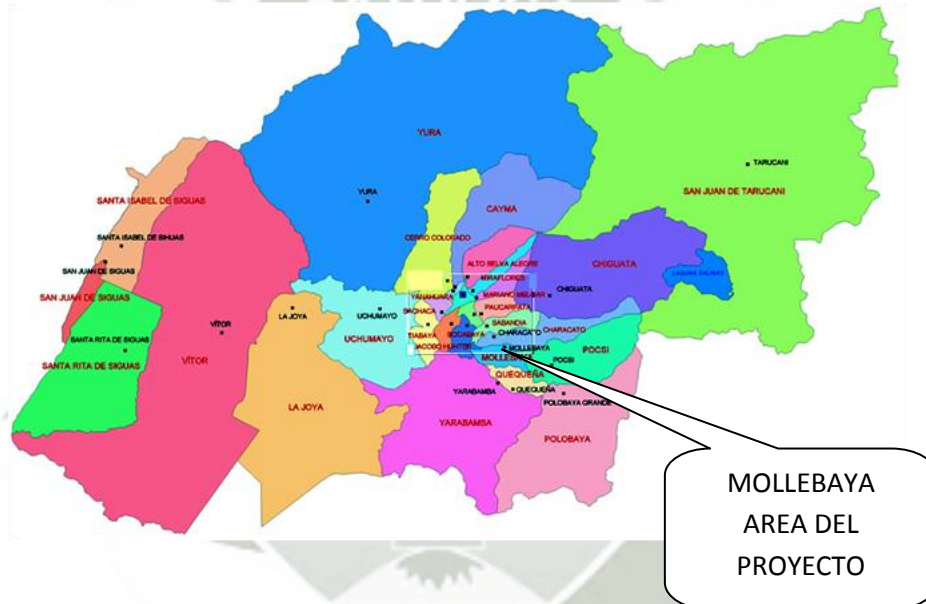 YURA
TARUCANI
SAN JUAN DE TARUCANI
YURA
SANTA ISABEL DE SIGUAS
CAYMA
CERRO COLORADO
SANTA ISABEL DE SIHUAS
SAN JUAN DE SIGUAS
ALTO SELVA ALEGRE
CHIGUATA
MIRAFLORES
LAGUNA SALINAS
SAN JUAN DE SIGUAS
YANAHUARA
MARIANO MELGAR
CHIGUATA
LA JOYA
UCHUMAYO
SACHACA
PAUCARPATA
VÍTOR
TIABAYA
SOCABAYA
SABANDIA
CHARACATO
CHARACATO
SANTA RITA DE SIGUAS
UCHUMAYO
JACOBO HUNTER
MOLLEBAYA
POCSI
SANTA RITA DE SIGUAS
VÍTOR
MOLLEBAYA
POCSI
QUEQUEÑA
YARABAMBA
QUEQUEÑA
POLOBAYA GRANDE
LA JOYA
YARABAMBA
POLOBAYA
MOLLEBAYA
AREA DEL
PROYECTO